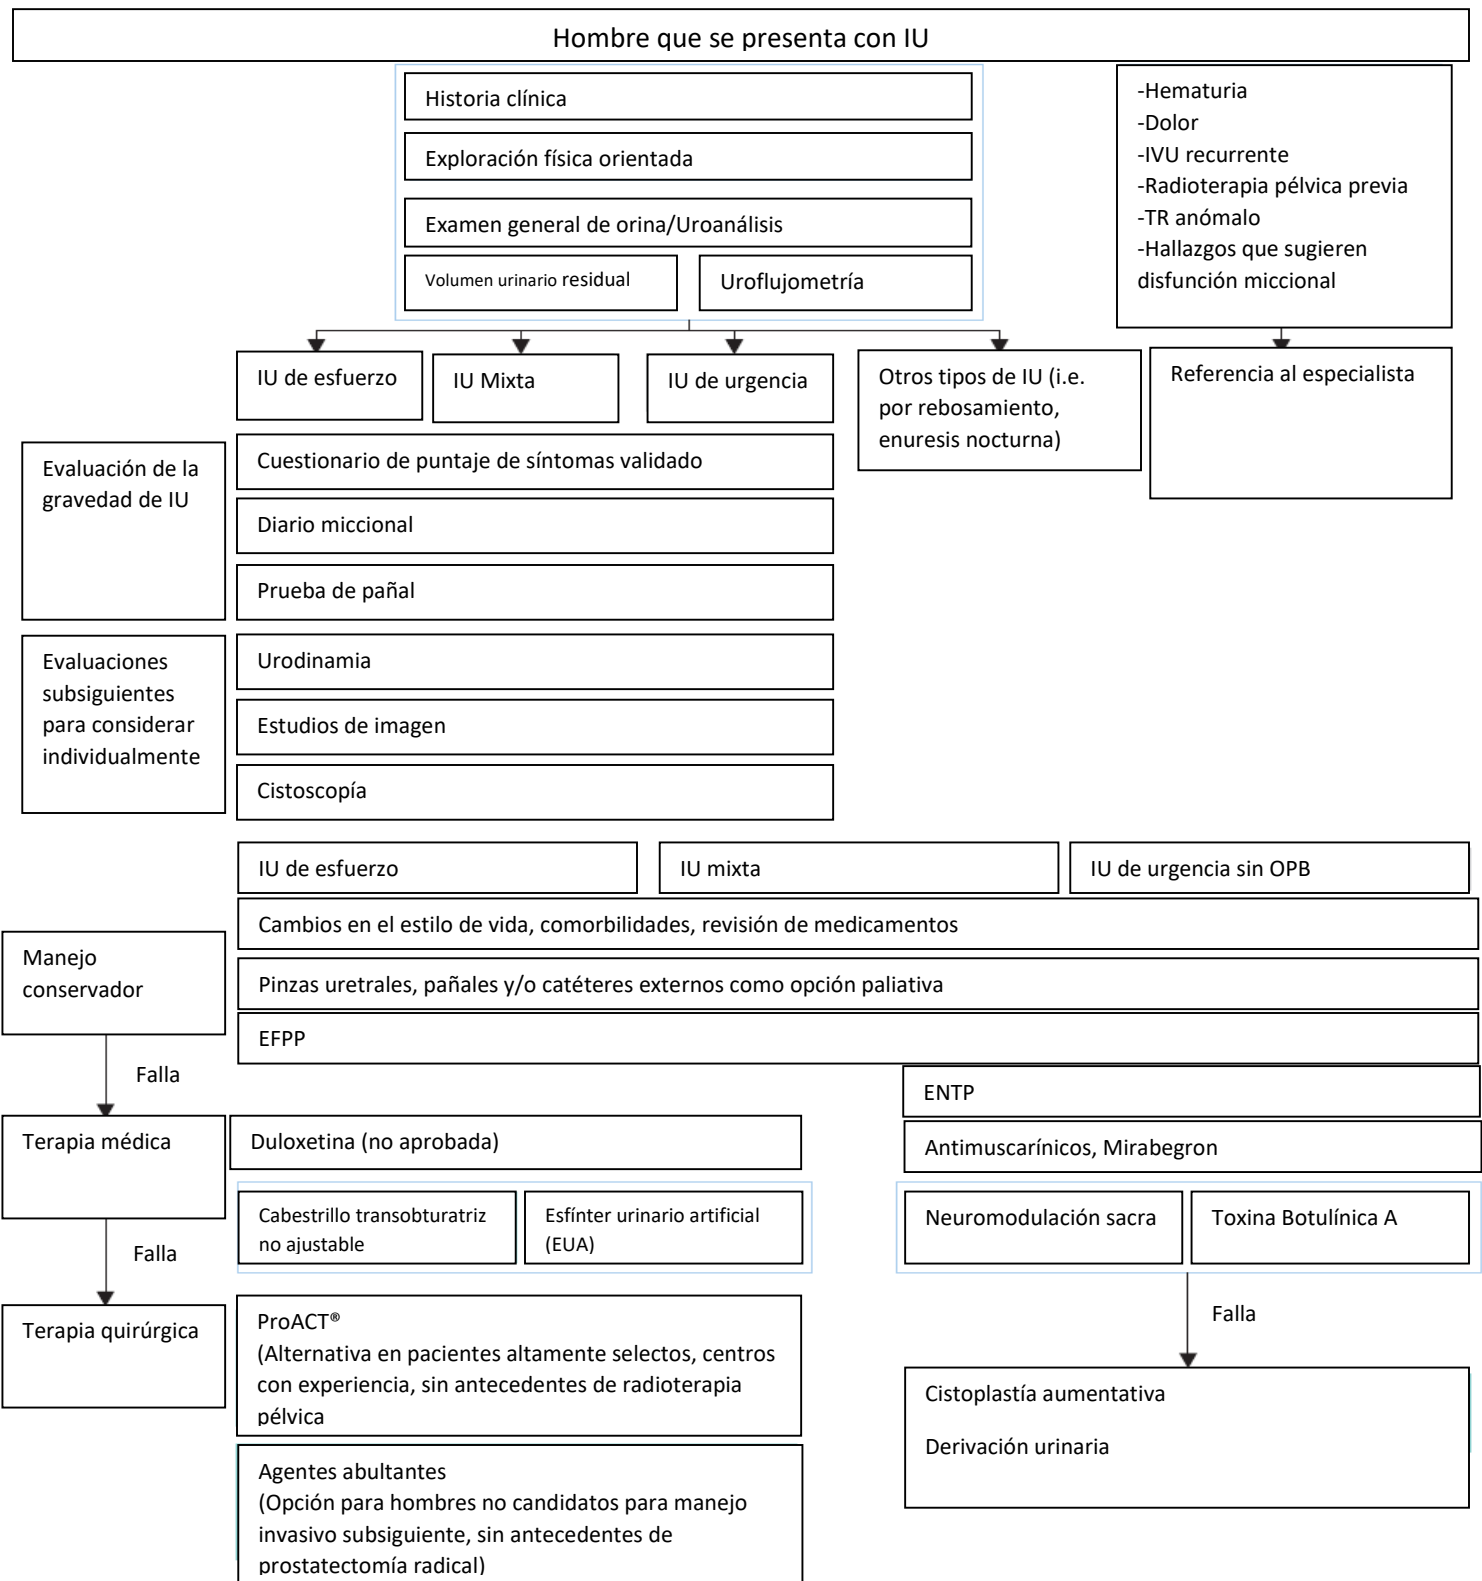 Hombre que se presenta con IU
Historia clínica
Exploración física orientada
Examen general de orina/Uroanálisis
Volumen urinario residual
Uroflujometría
-Hematuria
-Dolor
-IVU recurrente
-Radioterapia pélvica previa
-TR anómalo
-Hallazgos que sugieren
disfunción miccional
IU de esfuerzo
IU Mixta
IU de urgencia
Otros tipos de IU (i.e.
por rebosamiento,
enuresis nocturna)
Referencia al especialista
Evaluación de la
gravedad de IU
Cuestionario de puntaje de síntomas validado
Diario miccional
Prueba de pañal
Evaluaciones
subsiguientes
para considerar
individualmente
Urodinamia
Estudios de imagen
Cistoscopía
IU de esfuerzo
IU mixta
IU de urgencia sin OPB
Manejo
conservador
Cambios en el estilo de vida, comorbilidades, revisión de medicamentos
Pinzas uretrales, pañales y/o catéteres externos como opción paliativa
EFPP
Falla
ENTP
Terapia médica
Duloxetina (no aprobada)
Antimuscarínicos, Mirabegron
Cabestrillo transobturatriz
no ajustable
Esfínter urinario artificial
(EUA)
Neuromodulación sacra
Toxina Botulínica A
Falla
Terapia quirúrgica
ProACT®
(Alternativa en pacientes altamente selectos, centros
con experiencia, sin antecedentes de radioterapia
pélvica
Falla
Cistoplastía aumentativa
Derivación urinaria
Agentes abultantes
(Opción para hombres no candidatos para manejo
invasivo subsiguiente, sin antecedentes de
prostatectomía radical)